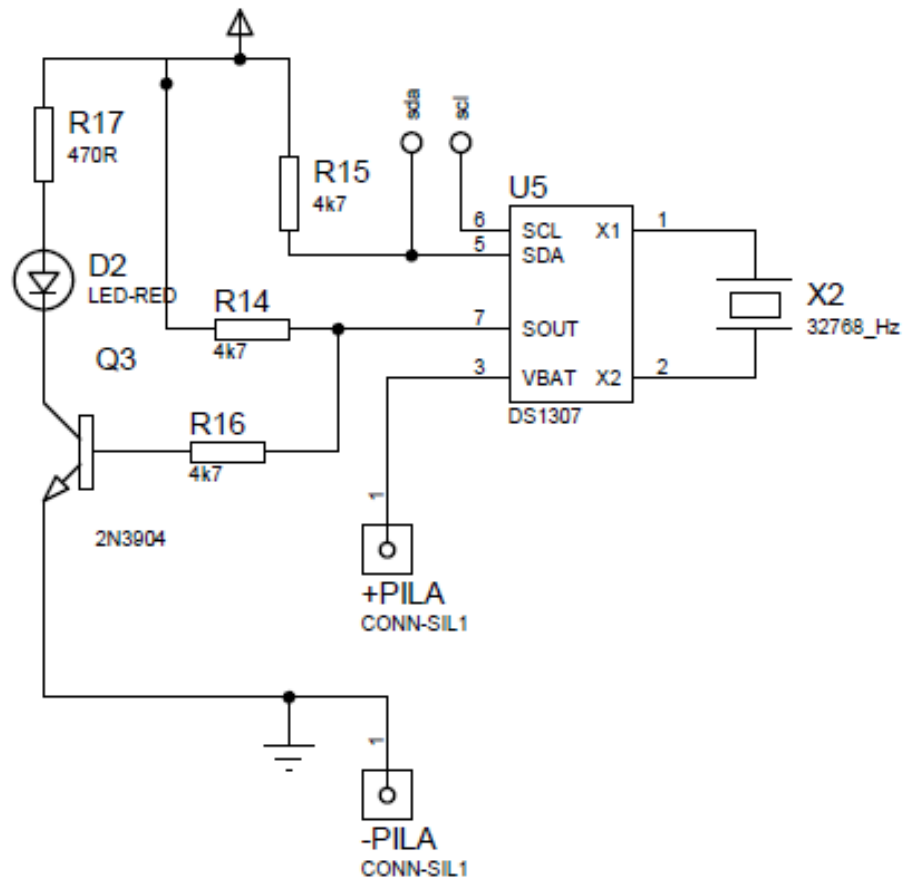 R17
470R
R15
4k7
sda
scl
U5
6
SCL
X1
1
5
SDA
D2
LED-RED
R14
4k7
7
SOUT
X2
32768_Hz
Q3
3
VBAT
X2
2
DS1307
R16
4k7
2N3904
1
+PILA
CONN-SIL1
1
-PILA
CONN-SIL1